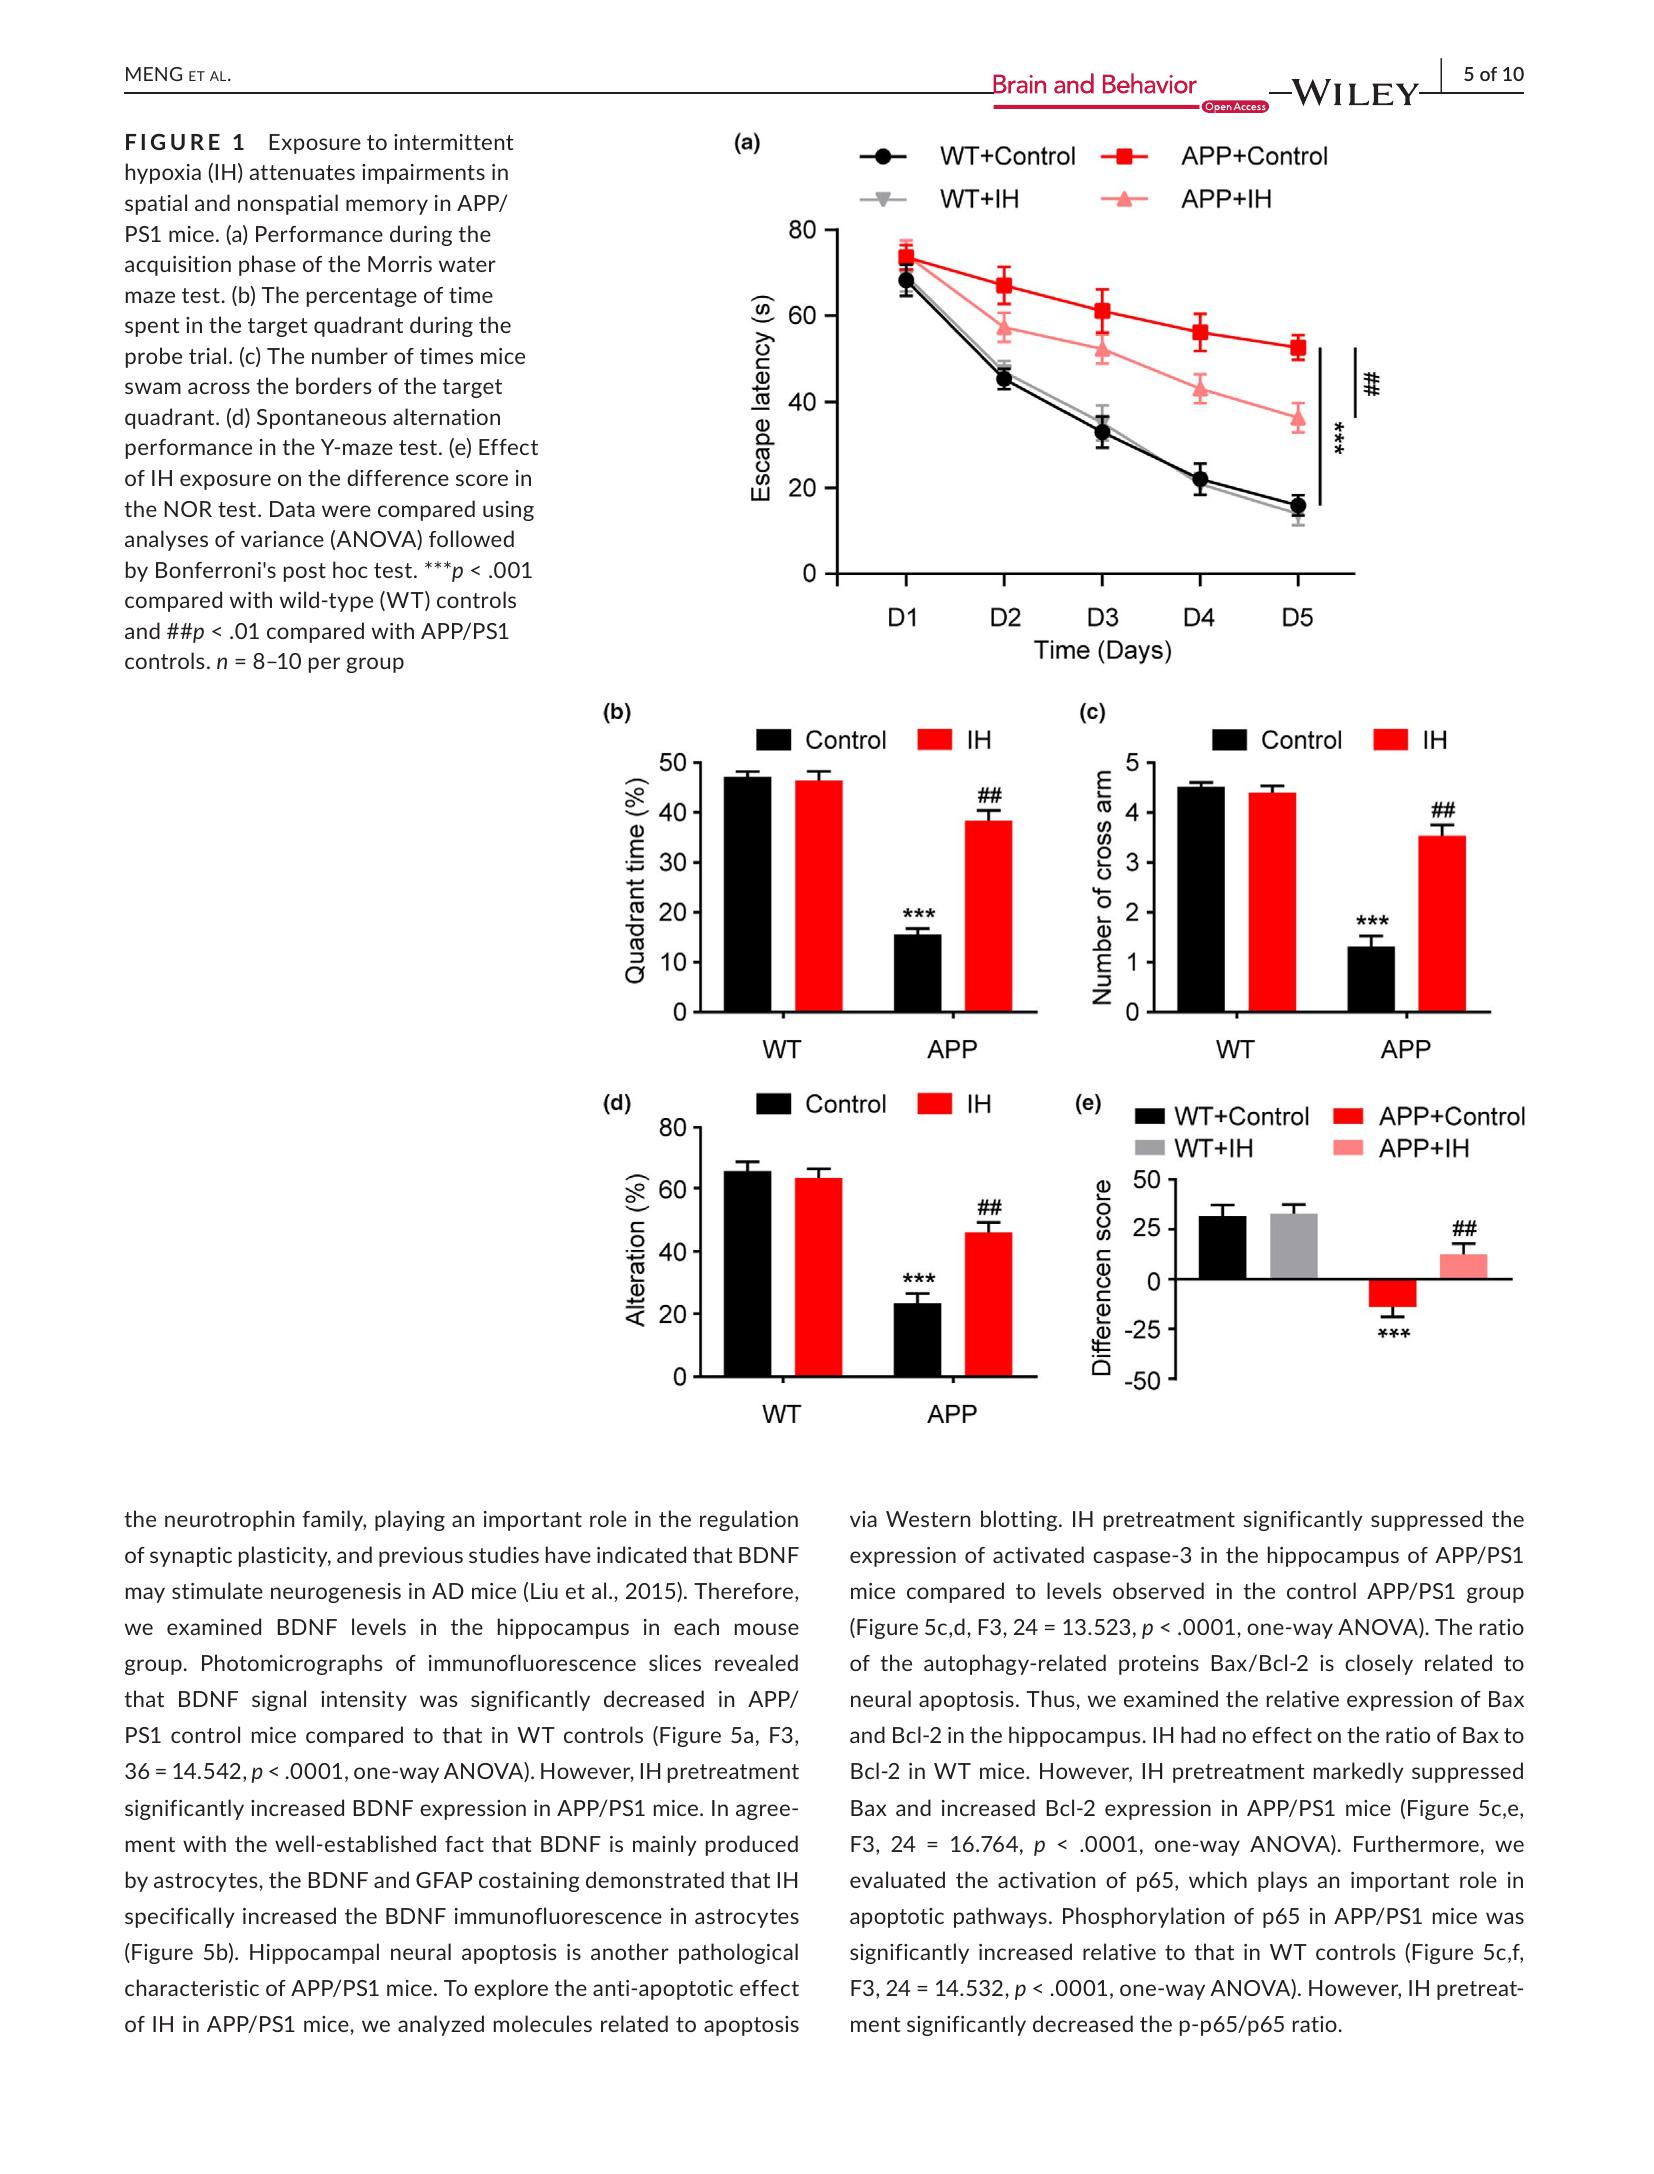 MENG ET AL.
Brain and Behavior
Open Access
WILEY
5 of 10
FIGURE 1 Exposure to intermittent
hypoxia (IH) attenuates impairments in
spatial and nonspatial memory in APP/
PS1 mice. (a) Performance during the
acquisition phase of the Morris water
maze test. (b) The percentage of time
spent in the target quadrant during the
probe trial. (c) The number of times mice
swam across the borders of the target
quadrant. (d) Spontaneous alternation
performance in the Y-maze test. (e) Effect
of IH exposure on the difference score in
the NOR test. Data were compared using
analyses of variance (ANOVA) followed
by Bonferroni's post hoc test. ***p < .001
compared with wild-type (WT) controls
and ##p < .01 compared with APP/PS1
controls. n = 8–10 per group
(a)
WT+Control APP+Control
WT+IH APP+IH
Escape latency (s)
80
60
40
20
0
##
***
D1 D2 D3 D4 D5
Time (Days)
(b)
Control IH
Quadrant time (%)
50
40
30
20
10
0
***
##
WT APP
(c)
Control IH
Number of cross arm
5
4
3
2
1
0
***
##
WT APP
(d)
Control IH
Alteration (%)
80
60
40
20
0
***
##
WT APP
(e)
WT+Control APP+Control
WT+IH APP+IH
Differencen score
50
25
0
-25
-50
##
***
the neurotrophin family, playing an important role in the regulation
of synaptic plasticity, and previous studies have indicated that BDNF
may stimulate neurogenesis in AD mice (Liu et al., 2015). Therefore,
we examined BDNF levels in the hippocampus in each mouse
group. Photomicrographs of immunofluorescence slices revealed
that BDNF signal intensity was significantly decreased in APP/
PS1 control mice compared to that in WT controls (Figure 5a, F3,
36 = 14.542, p < .0001, one-way ANOVA). However, IH pretreatment
significantly increased BDNF expression in APP/PS1 mice. In agree-
ment with the well-established fact that BDNF is mainly produced
by astrocytes, the BDNF and GFAP costaining demonstrated that IH
specifically increased the BDNF immunofluorescence in astrocytes
(Figure 5b). Hippocampal neural apoptosis is another pathological
characteristic of APP/PS1 mice. To explore the anti-apoptotic effect
of IH in APP/PS1 mice, we analyzed molecules related to apoptosis
via Western blotting. IH pretreatment significantly suppressed the
expression of activated caspase-3 in the hippocampus of APP/PS1
mice compared to levels observed in the control APP/PS1 group
(Figure 5c,d, F3, 24 = 13.523, p < .0001, one-way ANOVA). The ratio
of the autophagy-related proteins Bax/Bcl-2 is closely related to
neural apoptosis. Thus, we examined the relative expression of Bax
and Bcl-2 in the hippocampus. IH had no effect on the ratio of Bax to
Bcl-2 in WT mice. However, IH pretreatment markedly suppressed
Bax and increased Bcl-2 expression in APP/PS1 mice (Figure 5c,e,
F3, 24 = 16.764, p < .0001, one-way ANOVA). Furthermore, we
evaluated the activation of p65, which plays an important role in
apoptotic pathways. Phosphorylation of p65 in APP/PS1 mice was
significantly increased relative to that in WT controls (Figure 5c,f,
F3, 24 = 14.532, p < .0001, one-way ANOVA). However, IH pretreat-
ment significantly decreased the p-p65/p65 ratio.